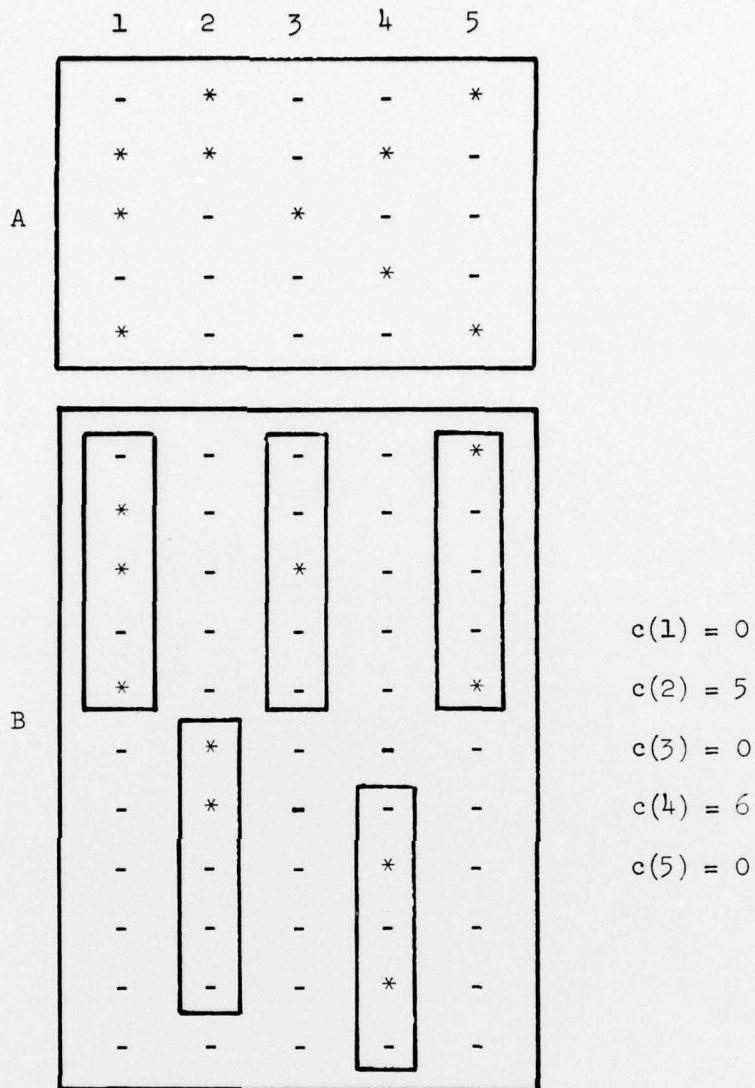 1 2 3 4 5
- * - - *
* * - * -
A
* - * - -
- - - * -
* - - - *
- - - - *
* - - - -
* - * - -
- - - - -
c(1) = 0
* - - - *
c(2) = 5
B
- * - - -
c(3) = 0
- * - - -
c(4) = 6
- - - * -
c(5) = 0
- - - - -
- - - * -
- - - - -